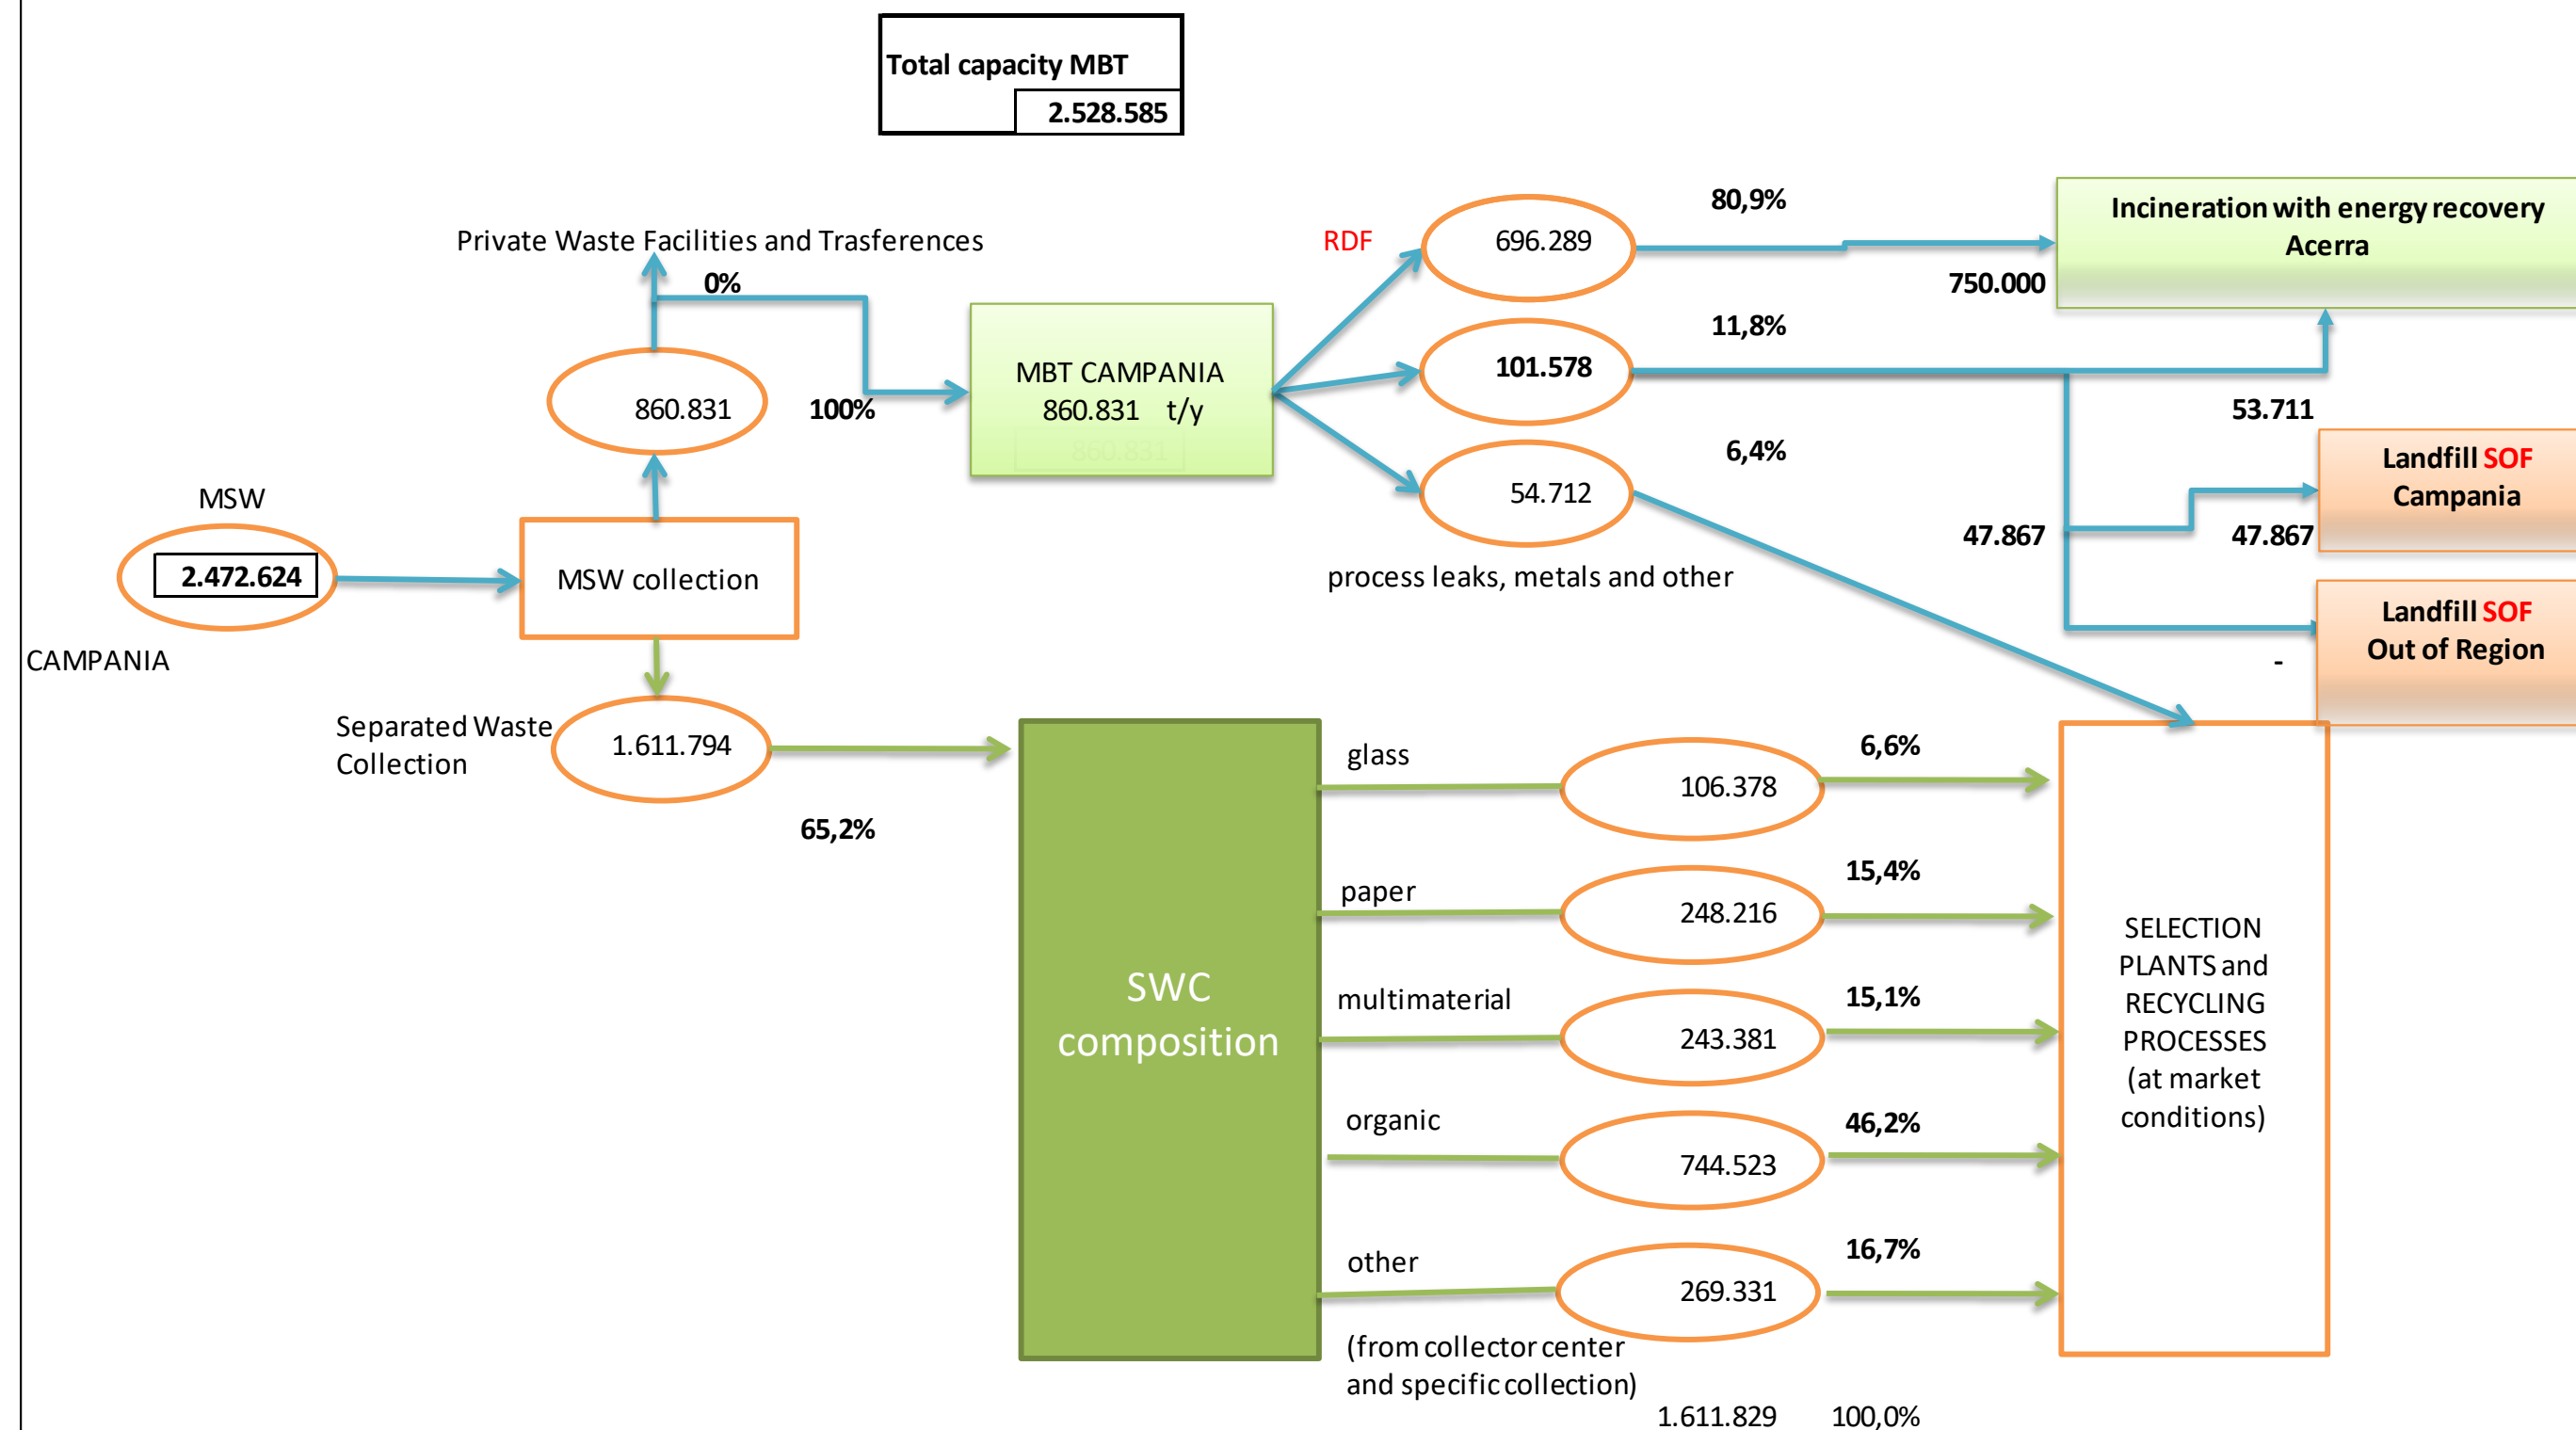 Total capacity MBT
2.528.585
Private Waste Facilities and Trasferences
0%
860.831
100%
MBT CAMPANIA
860.831 t/y
860.831
RDF
696.289
80,9%
750.000
Incineration with energy recovery
Acerra
101.578
11,8%
53.711
54.712
6,4%
process leaks, metals and other
47.867
47.867
Landfill SOF
Campania
Landfill SOF
Out of Region
-
MSW
2.472.624
MSW collection
CAMPANIA
Separated Waste
Collection
1.611.794
65,2%
SWC
composition
glass
106.378
6,6%
paper
248.216
15,4%
multimaterial
243.381
15,1%
organic
744.523
46,2%
other
269.331
16,7%
(from collector center
and specific collection)
1.611.829 100,0%
SELECTION
PLANTS and
RECYCLING
PROCESSES
(at market
conditions)